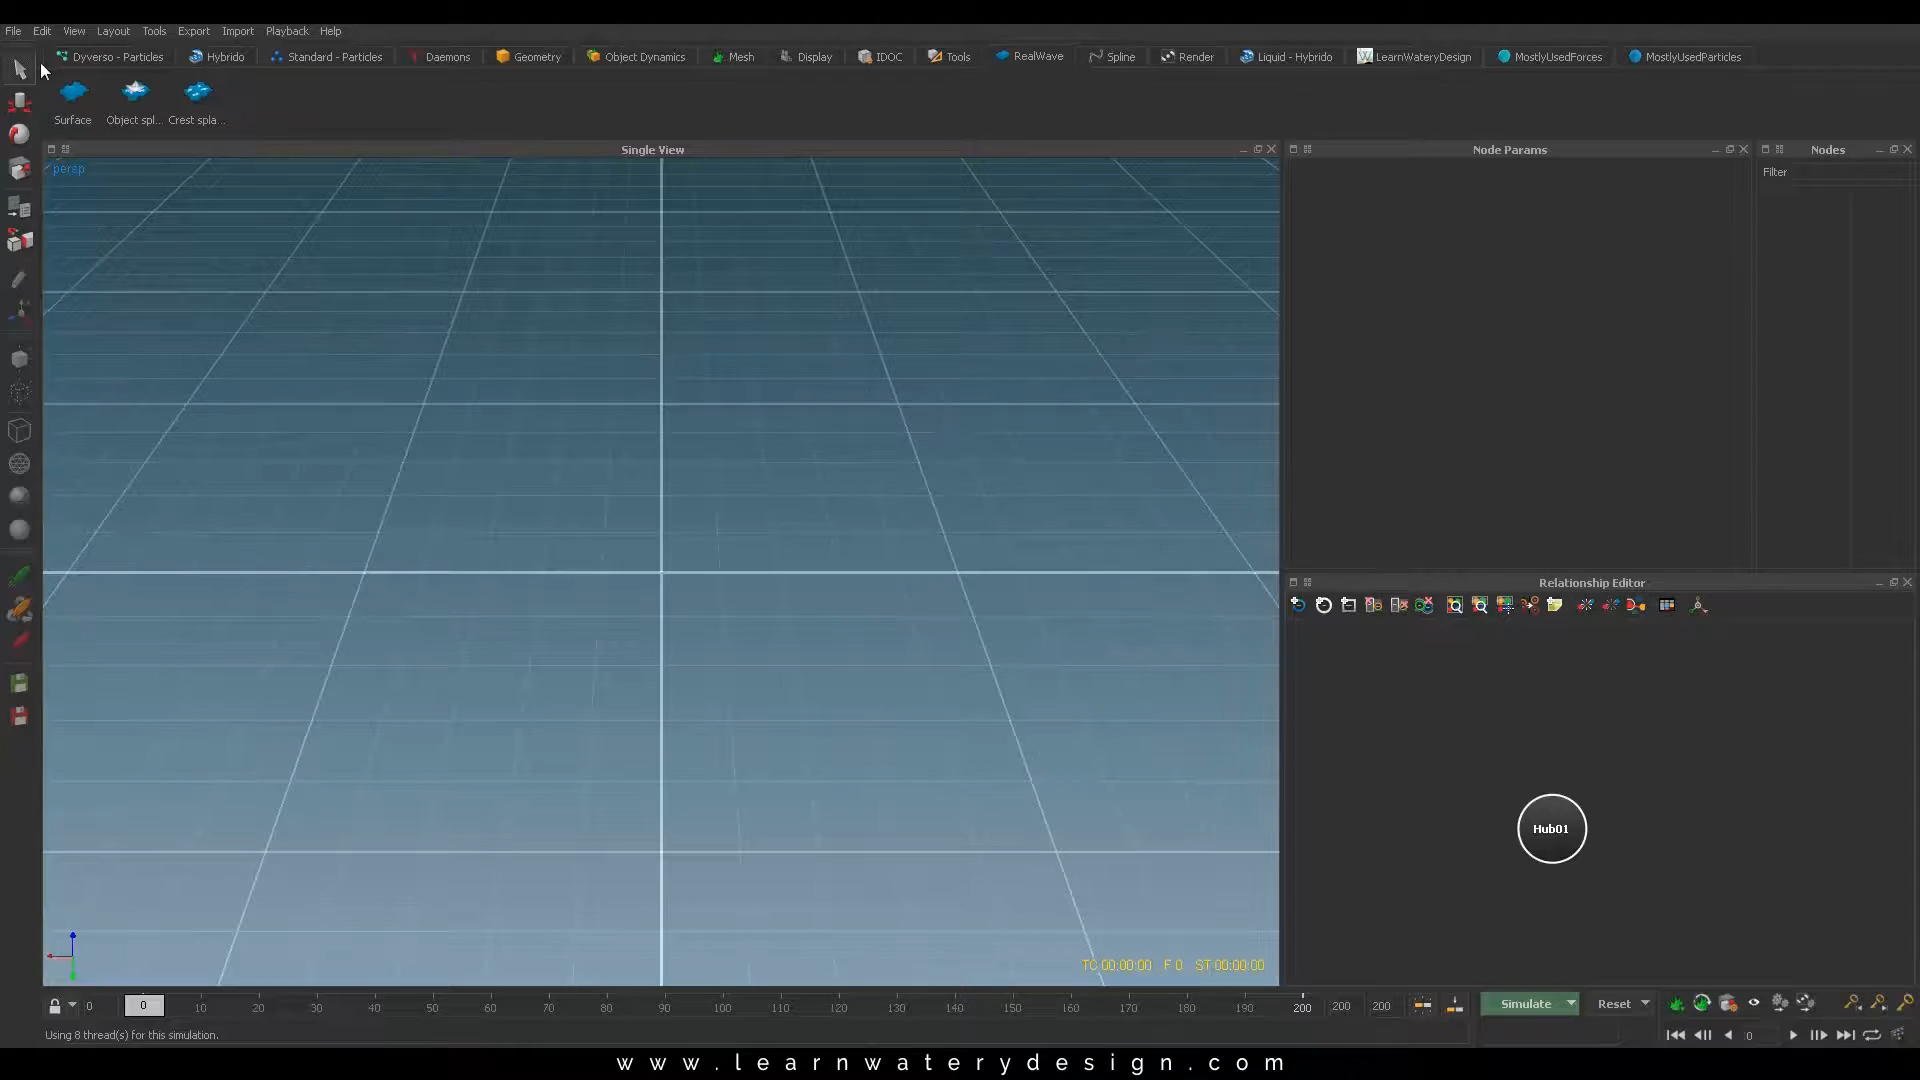 File Edit View Layout Tools Export Import Playback Help
Dyverso - Particles Hybrido Standard - Particles Daemons Geometry Object Dynamics Mesh Display IDOC Tools RealWave Spline Render Liquid - Hybrido LearnWateryDesign MostlyUsedForces MostlyUsedParticles
Surface Object spl... Crest spla...
Single View
persp
Node Params
Nodes
Filter
Relationship Editor
Hub01
TC 00:00:00 F 0 ST 00:00:00
0 0 10 20 30 40 50 60 70 80 90 100 110 120 130 140 150 160 170 180 190 200 200 200
Simulate Reset
Using 8 thread(s) for this simulation.
0
www.learnwaterydesign.com